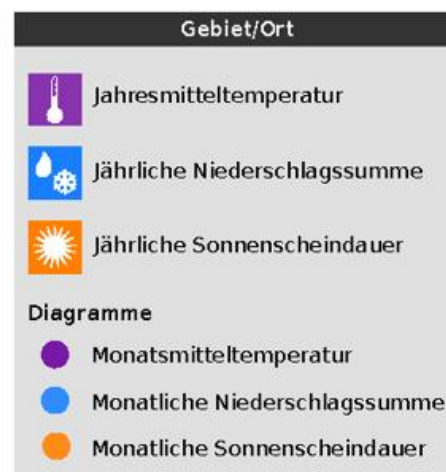 Gebiet/Ort
Jahresmitteltemperatur
Jährliche Niederschlagssumme
Jährliche Sonnenscheindauer
Diagramme
Monatsmitteltemperatur
Monatliche Niederschlagssumme
Monatliche Sonnenscheindauer